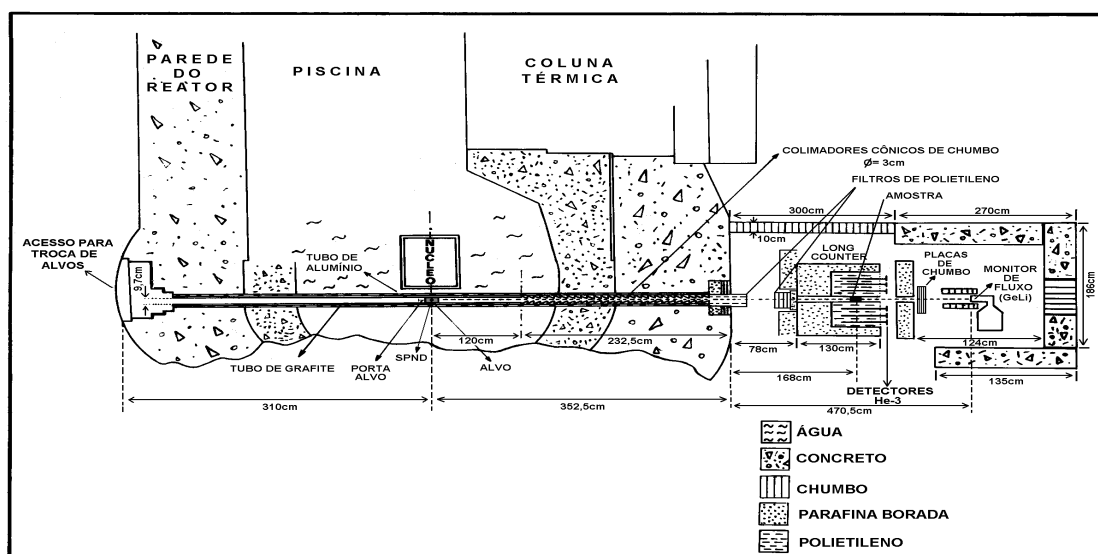 PAREDE
DO
REATOR
PISCINA
COLUNA
TÉRMICA
COLIMADORES CÔNICOS DE CHUMBO
Ø= 3cm
FILTROS DE POLIETILENO
AMOSTRA
300cm
270cm
10cm
ACESSO PARA
TROCA DE
ALVOS
9,7cm
TUBO DE
ALUMÍNIO
NUCLEO
LONG
COUNTER
PLACAS
DE
CHUMBO
MONITOR
DE
FLUXO
(GeLi)
186cm
120cm
232,5cm
78cm
130cm
124cm
TUBO DE GRAFITE
PORTA
ALVO
SPND
ALVO
168cm
135cm
DETECTORES
He-3
310cm
352,5cm
470,5cm
ÁGUA
CONCRETO
CHUMBO
PARAFINA BORADA
POLIETILENO